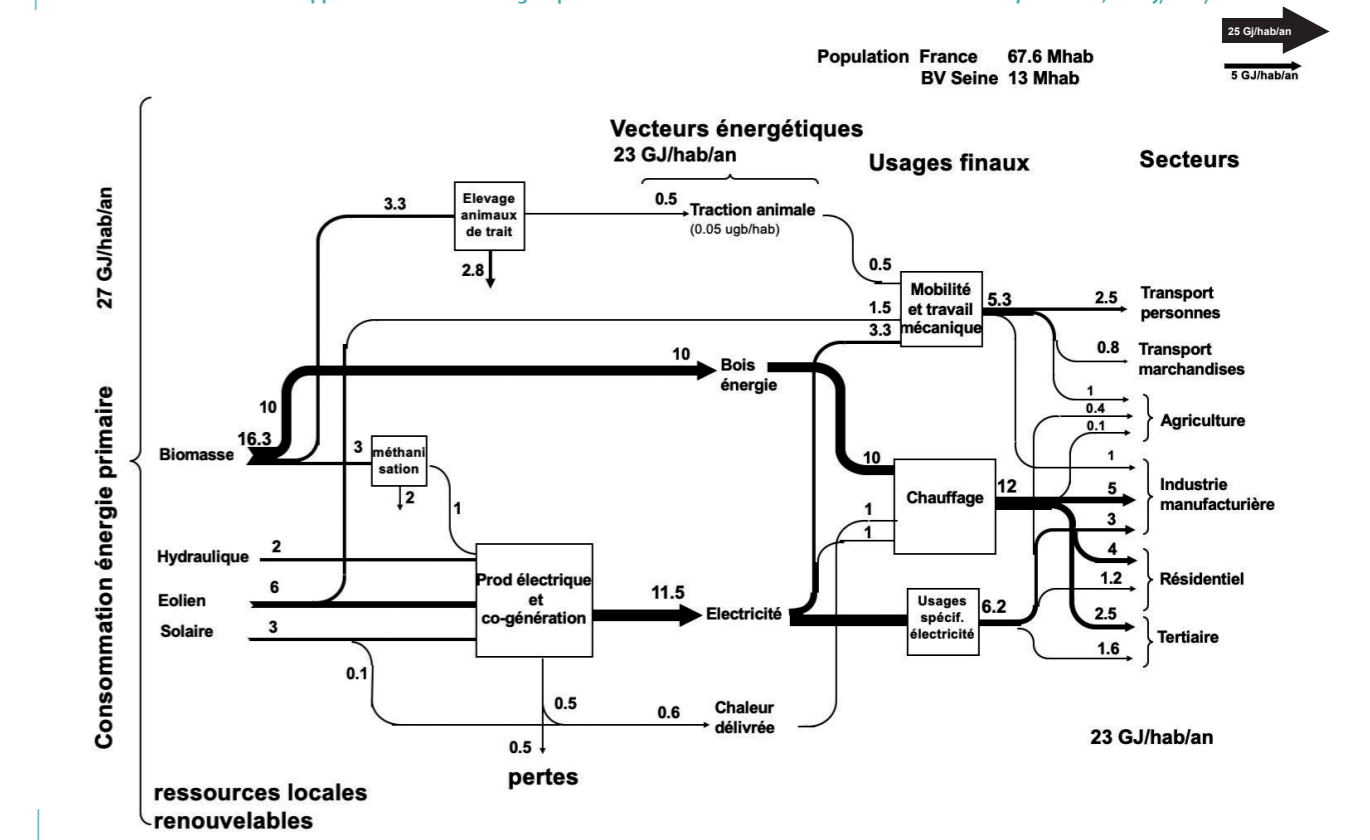 25 Gj/hab/an
5 GJ/hab/an
Population France 67.6 Mhab
BV Seine 13 Mhab
Vecteurs énergétiques
23 GJ/hab/an
Usages finaux
Secteurs
Consommation énergie primaire 27 GJ/hab/an
3.3
Elevage
animaux
de trait
2.8
0.5
Traction animale
(0.05 ugb/hab)
0.5
1.5
3.3
Mobilité
et travail
mécanique
5.3
2.5
Transport
personnes
0.8
Transport
marchandises
10
Bois
énergie
10
16.3
Biomasse
3
méthani
sation
2
1
1
0.4
0.1
Agriculture
10
1
1
Chauffage
12
1
5
3
Industrie
manufacturière
Hydraulique
2
Eolien
6
Solaire
3
Prod électrique
et
co-génération
11.5
Electricité
Usages
spécif.
électricité
6.2
4
1.2
Résidentiel
2.5
1.6
Tertiaire
0.1
0.5
0.6
Chaleur
délivrée
0.5
pertes
23 GJ/hab/an
ressources locales
renouvelables